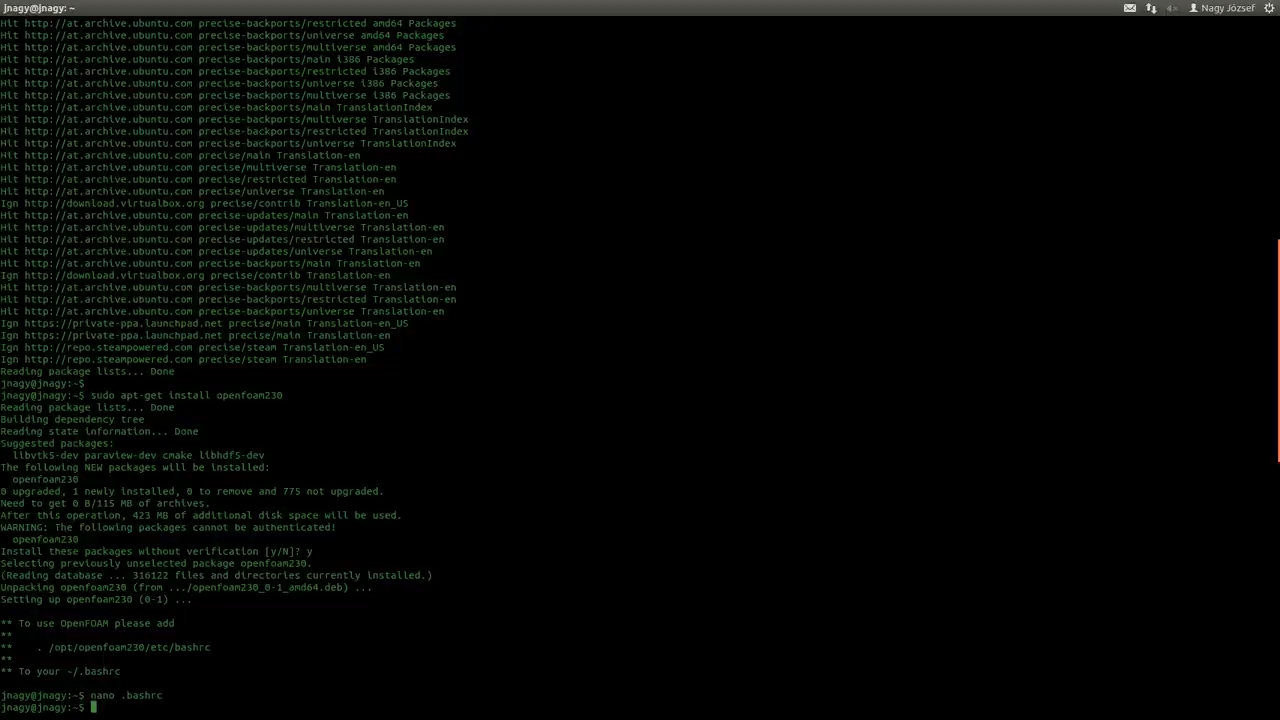 jnagy@jnagy: ~
Nagy József
Hit http://at.archive.ubuntu.com precise-backports/restricted amd64 Packages
Hit http://at.archive.ubuntu.com precise-backports/universe amd64 Packages
Hit http://at.archive.ubuntu.com precise-backports/multiverse amd64 Packages
Hit http://at.archive.ubuntu.com precise-backports/main i386 Packages
Hit http://at.archive.ubuntu.com precise-backports/restricted i386 Packages
Hit http://at.archive.ubuntu.com precise-backports/universe i386 Packages
Hit http://at.archive.ubuntu.com precise-backports/multiverse i386 Packages
Hit http://at.archive.ubuntu.com precise-backports/main TranslationIndex
Hit http://at.archive.ubuntu.com precise-backports/multiverse TranslationIndex
Hit http://at.archive.ubuntu.com precise-backports/restricted TranslationIndex
Hit http://at.archive.ubuntu.com precise-backports/universe TranslationIndex
Hit http://at.archive.ubuntu.com precise/main Translation-en
Hit http://at.archive.ubuntu.com precise/multiverse Translation-en
Hit http://at.archive.ubuntu.com precise/restricted Translation-en
Hit http://at.archive.ubuntu.com precise/universe Translation-en
Ign http://download.virtualbox.org precise/contrib Translation-en_US
Hit http://at.archive.ubuntu.com precise-updates/main Translation-en
Hit http://at.archive.ubuntu.com precise-updates/multiverse Translation-en
Hit http://at.archive.ubuntu.com precise-updates/restricted Translation-en
Hit http://at.archive.ubuntu.com precise-updates/universe Translation-en
Hit http://at.archive.ubuntu.com precise-backports/main Translation-en
Ign http://download.virtualbox.org precise/contrib Translation-en
Hit http://at.archive.ubuntu.com precise-backports/multiverse Translation-en
Hit http://at.archive.ubuntu.com precise-backports/restricted Translation-en
Hit http://at.archive.ubuntu.com precise-backports/universe Translation-en
Ign https://private-ppa.launchpad.net precise/main Translation-en_US
Ign https://private-ppa.launchpad.net precise/main Translation-en
Ign http://repo.steampowered.com precise/steam Translation-en_US
Ign http://repo.steampowered.com precise/steam Translation-en
Reading package lists... Done
jnagy@jnagy:~$
jnagy@jnagy:~$ sudo apt-get install openfoam230
Reading package lists... Done
Building dependency tree
Reading state information... Done
Suggested packages:
  libvtk5-dev paraview-dev cmake libhdf5-dev
The following NEW packages will be installed:
  openfoam230
0 upgraded, 1 newly installed, 0 to remove and 775 not upgraded.
Need to get 0 B/115 MB of archives.
After this operation, 423 MB of additional disk space will be used.
WARNING: The following packages cannot be authenticated!
  openfoam230
Install these packages without verification [y/N]? y
Selecting previously unselected package openfoam230.
(Reading database ... 316122 files and directories currently installed.)
Unpacking openfoam230 (from .../openfoam230_0-1_amd64.deb) ...
Setting up openfoam230 (0-1) ...
** To use OpenFOAM please add
**
**    . /opt/openfoam230/etc/bashrc
**
** To your ~/.bashrc
jnagy@jnagy:~$ nano .bashrc
jnagy@jnagy:~$